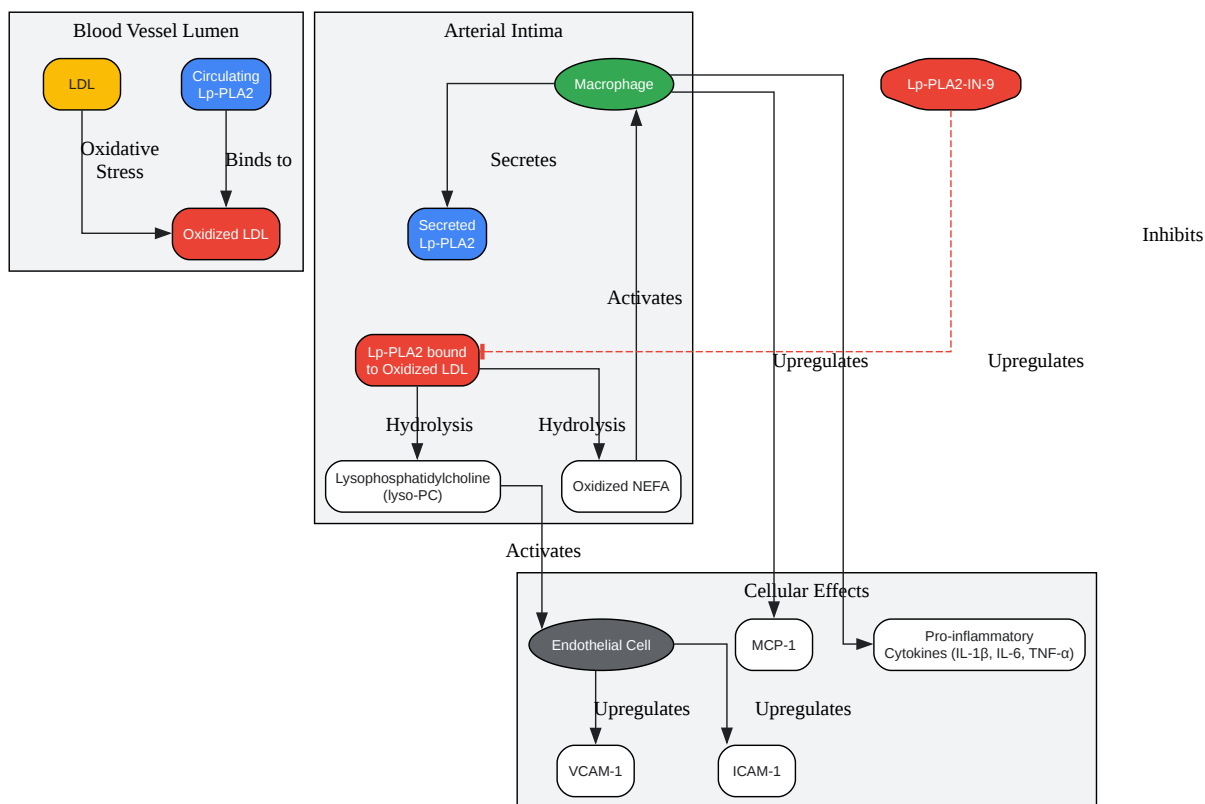 Blood Vessel Lumen
Arterial Intima
LDL
Circulating
Lp-PLA2
Macrophage
Lp-PLA2-IN-9
Oxidative
Stress
Binds to
Secretes
Oxidized LDL
Secreted
Lp-PLA2
Inhibits
Activates
Lp-PLA2 bound
to Oxidized LDL
Upregulates
Upregulates
Hydrolysis
Hydrolysis
Lysophosphatidylcholine
(lyso-PC)
Oxidized NEFA
Activates
Cellular Effects
Endothelial Cell
MCP-1
Pro-inflammatory
Cytokines (IL-1β, IL-6, TNF-α)
Upregulates
Upregulates
VCAM-1
ICAM-1